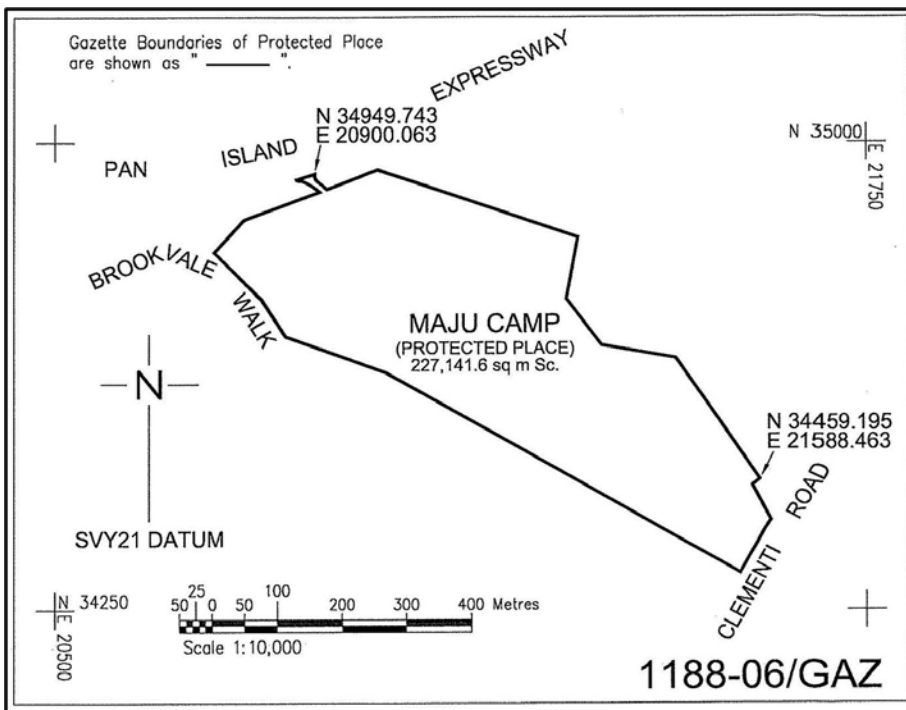 Gazette Boundaries of Protected Place
are shown as " ——— ".
PAN ISLAND EXPRESSWAY
N 34949.743
E 20900.063
N 35000
E 21750
BROOKVALE WALK
MAJU CAMP
(PROTECTED PLACE)
227,141.6 sq m Sc.
N
SVY21 DATUM
N 34459.195
E 21588.463
CLEMENTI ROAD
N 34250
E 20500
50 25 0 50 100 200 300 400 Metres
Scale 1:10,000
1188-06/GAZ